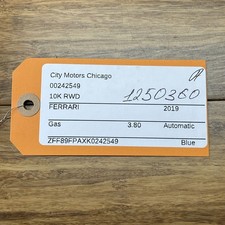 City Motors Chicago
00242549
10K RWD 1250360
FERRARI 2019
Gas 3.80 Automatic
ZFF89FPAXK0242549
Blue